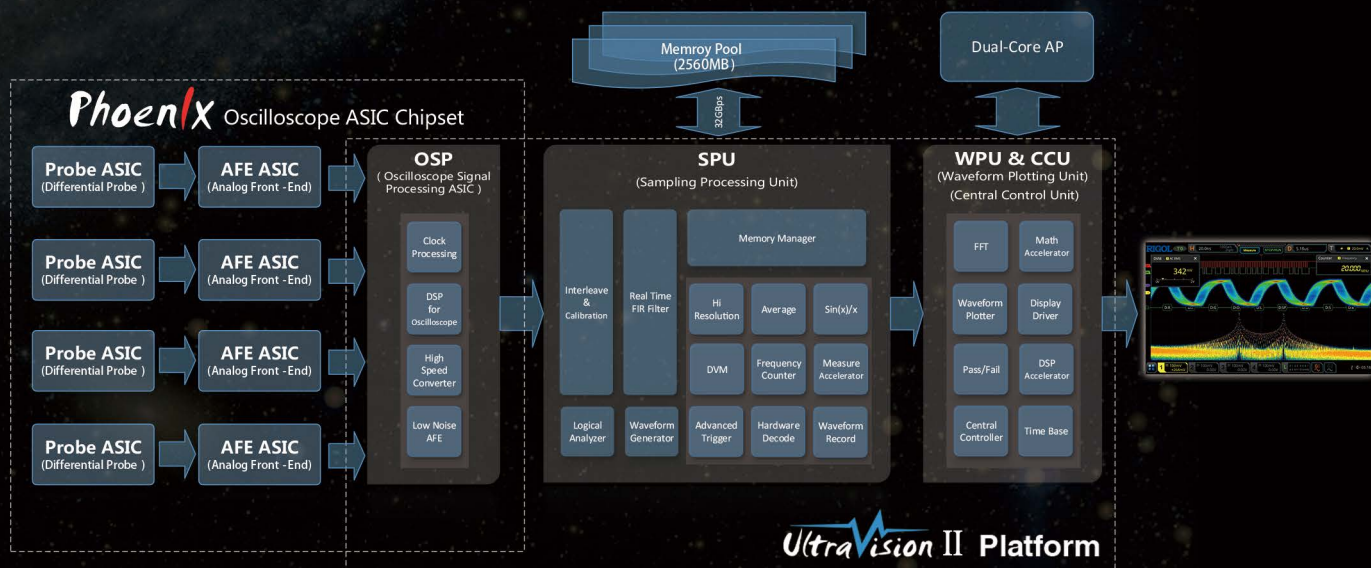 Memroy Pool
(2560MB)
Dual-Core AP
32GBps
Phoenix Oscilloscope ASIC Chipset
Probe ASIC
(Differential Probe )
AFE ASIC
(Analog Front -End)
Probe ASIC
(Differential Probe )
AFE ASIC
(Analog Front -End)
Probe ASIC
(Differential Probe )
AFE ASIC
(Analog Front -End)
Probe ASIC
(Differential Probe )
AFE ASIC
(Analog Front -End)
OSP
( Oscilloscope Signal
Processing ASIC )
Clock
Processing
DSP
for
Oscilloscope
High
Speed
Converter
Low Noise
AFE
SPU
(Sampling Processing Unit)
Interleave
&
Calibration
Real Time
FIR Filter
Memory Manager
Hi
Resolution
Average
Sin(x)/x
DVM
Frequency
Counter
Measure
Accelerator
Logical
Analyzer
Waveform
Generator
Advanced
Trigger
Hardware
Decode
Waveform
Record
WPU & CCU
(Waveform Plotting Unit)
(Central Control Unit)
FFT
Math
Accelerator
Waveform
Plotter
Display
Driver
Pass/Fail
DSP
Accelerator
Central
Controller
Time Base
RIGOL
H
D
T
Counter
342
20.000
UltraVision II Platform